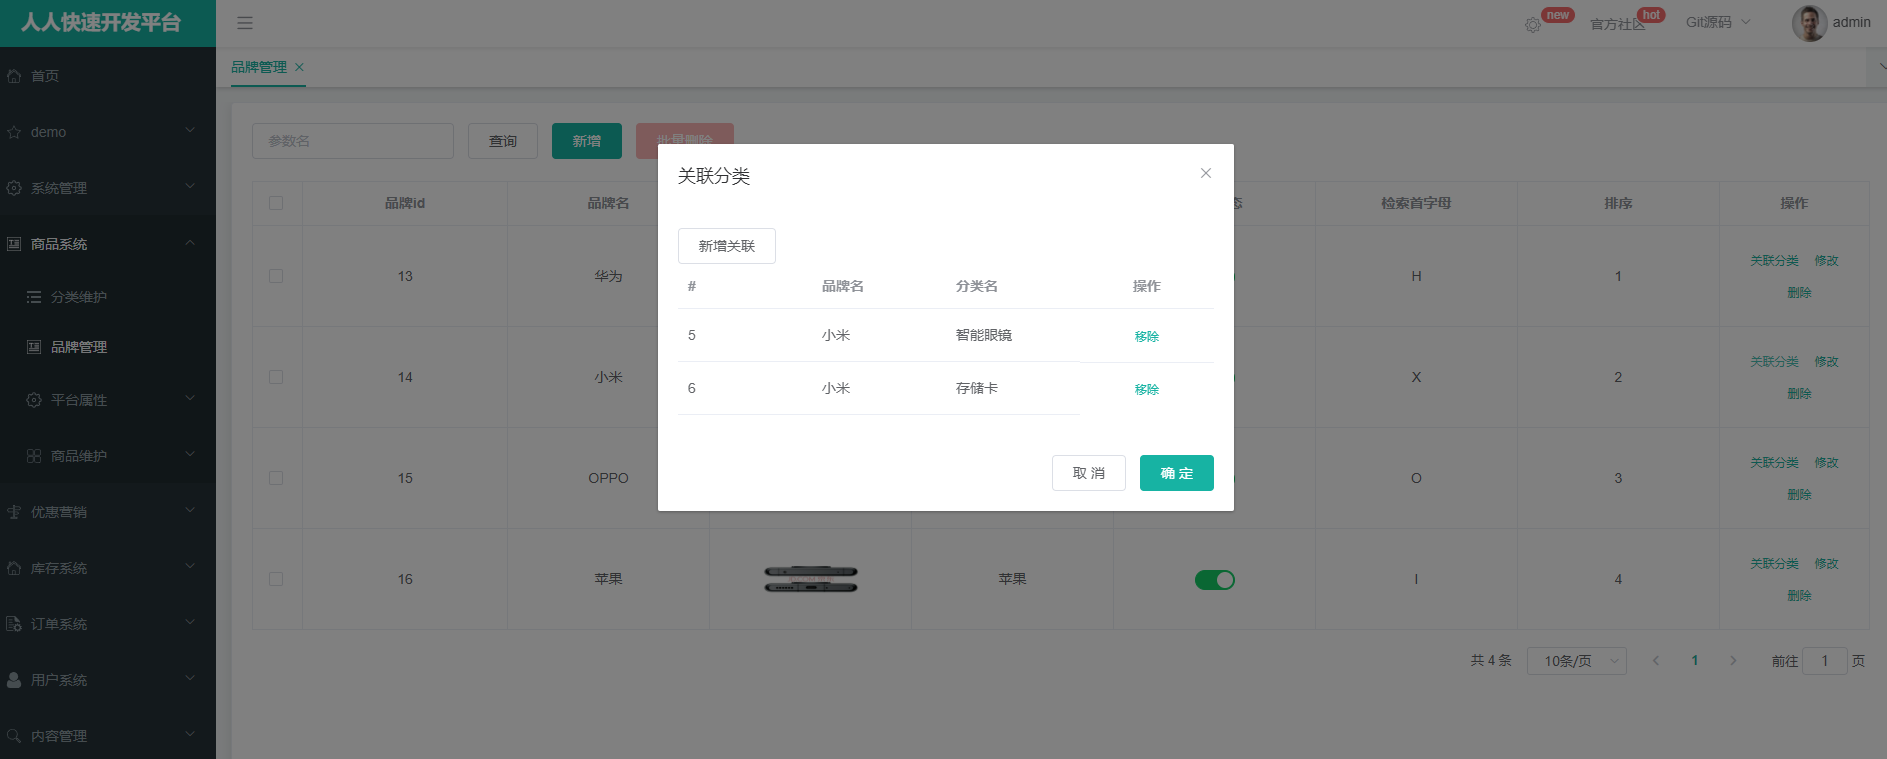 人人快速开发平台
new
官方社区
hot
Git源码
admin
首页
demo
系统管理
商品系统
分类维护
品牌管理
平台属性
商品维护
优惠营销
库存系统
订单系统
用户系统
内容管理
品牌管理
参数名
查询
新增
批量删除
品牌id
品牌名
态
检索首字母
排序
操作
13
华为
H
1
关联分类 修改
删除
14
小米
X
2
关联分类 修改
删除
15
OPPO
O
3
关联分类 修改
删除
16
苹果
苹果
I
4
关联分类 修改
删除
共 4 条
10条/页
1
前往 1 页
关联分类
新增关联
# 品牌名 分类名 操作
5 小米 智能眼镜 移除
6 小米 存储卡 移除
取 消
确 定